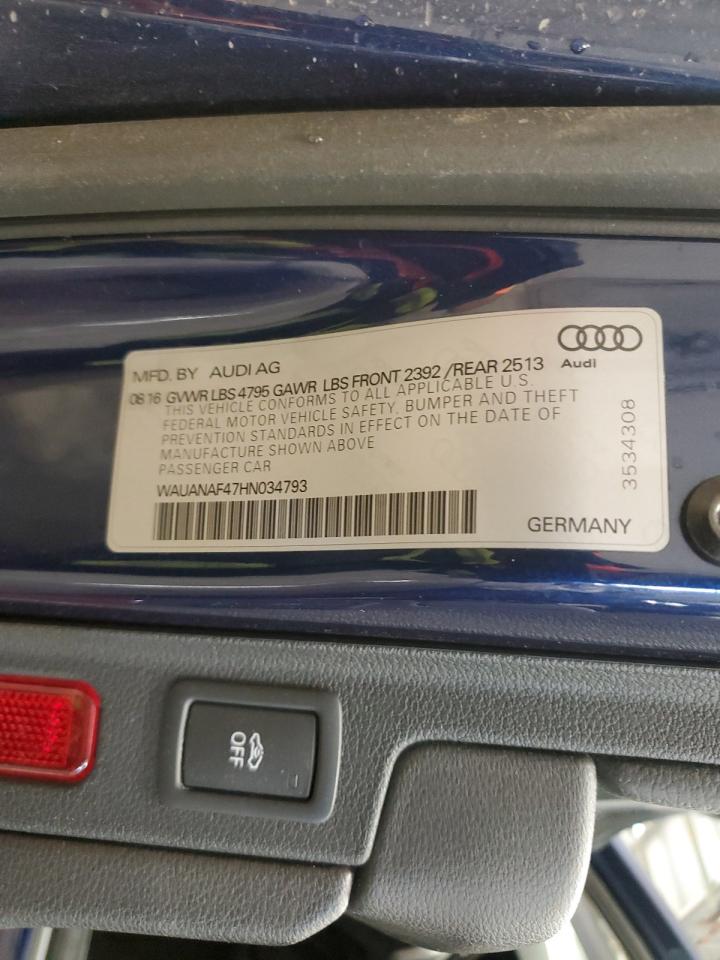 MFD. BY AUDI AG
Audi
08 16 GVWR LBS 4795 GAWR LBS FRONT 2392 /REAR 2513
THIS VEHICLE CONFORMS TO ALL APPLICABLE U.S.
FEDERAL MOTOR VEHICLE SAFETY, BUMPER AND THEFT
PREVENTION STANDARDS IN EFFECT ON THE DATE OF
MANUFACTURE SHOWN ABOVE
PASSENGER CAR
WAUANAF47HN034793
3534308
GERMANY
OFF